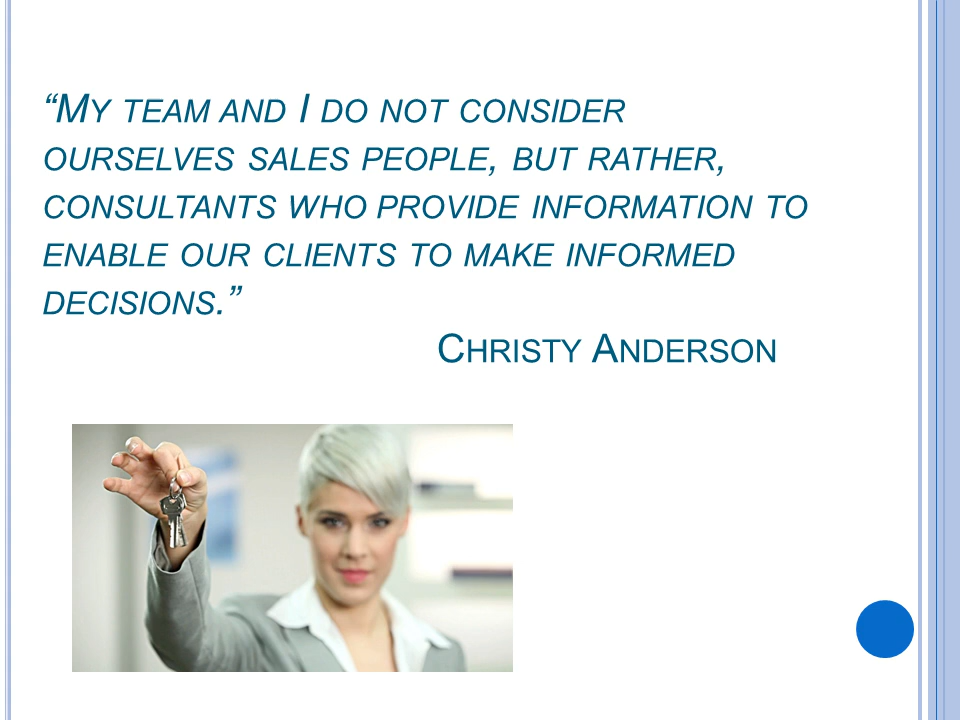 “My team and I do not consider
ourselves sales people, but rather,
consultants who provide information to
enable our clients to make informed
decisions.”
Christy Anderson